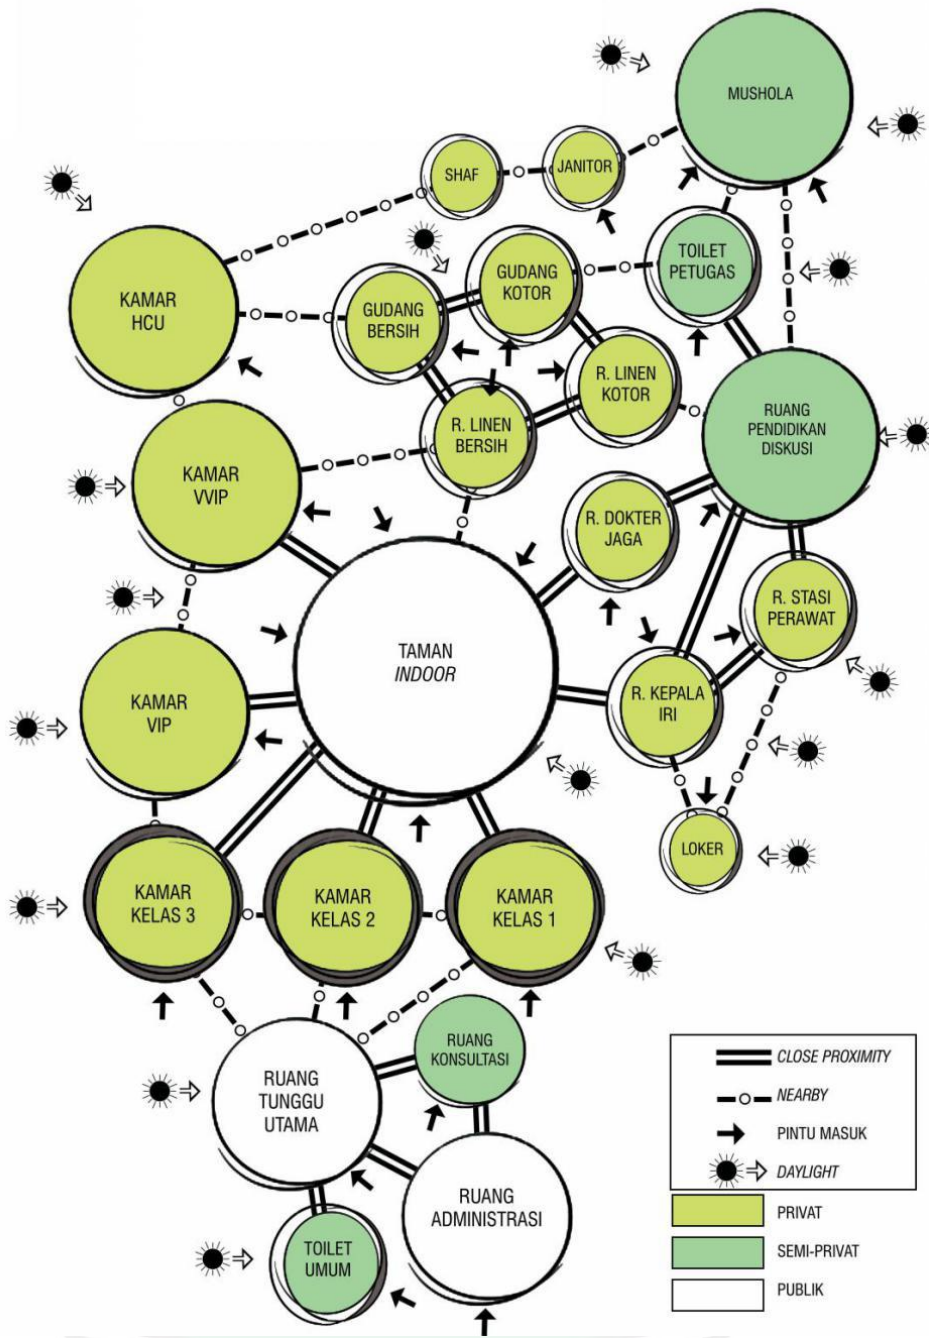 MUSHOLA
SHAF
JANITOR
TOILET
PETUGAS
GUDANG
KOTOR
KAMAR
HCU
GUDANG
BERSIH
R. LINEN
KOTOR
RUANG
PENDIDIKAN
DISKUSI
R. LINEN
BERSIH
KAMAR
VVIP
R. DOKTER
JAGA
R. STASI
PERAWAT
TAMAN
INDOOR
KAMAR
VIP
R. KEPALA
IRI
LOKER
KAMAR
KELAS 3
KAMAR
KELAS 2
KAMAR
KELAS 1
RUANG
KONSULTASI
RUANG
TUNGGU
UTAMA
RUANG
ADMINISTRASI
TOILET
UMUM
CLOSE PROXIMITY
NEARBY
PINTU MASUK
DAYLIGHT
PRIVAT
SEMI-PRIVAT
PUBLIK